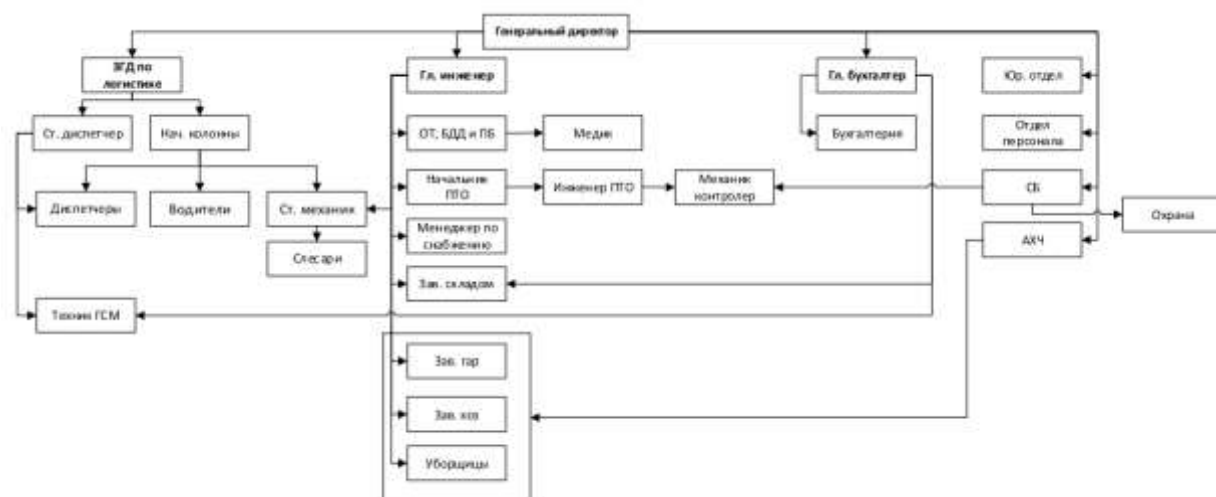 Генеральный директор
ЗГД по
логистике
Гл. инженер
Гл. бухгалтер
Юр. отдел
Ст. диспетчер
Нач. колонны
ОТ, БДД и ПБ
Медик
Бухгалтерия
Отдел
персонала
Начальник
ПТО
Инженер ПТО
Механик
контролер
СБ
Диспетчеры
Водители
Ст. механик
Охрана
Менеджер по
снабжению
АХЧ
Слесари
Зав. складом
Техник ГСМ
Зав. гар
Зав. хоз
Уборщицы